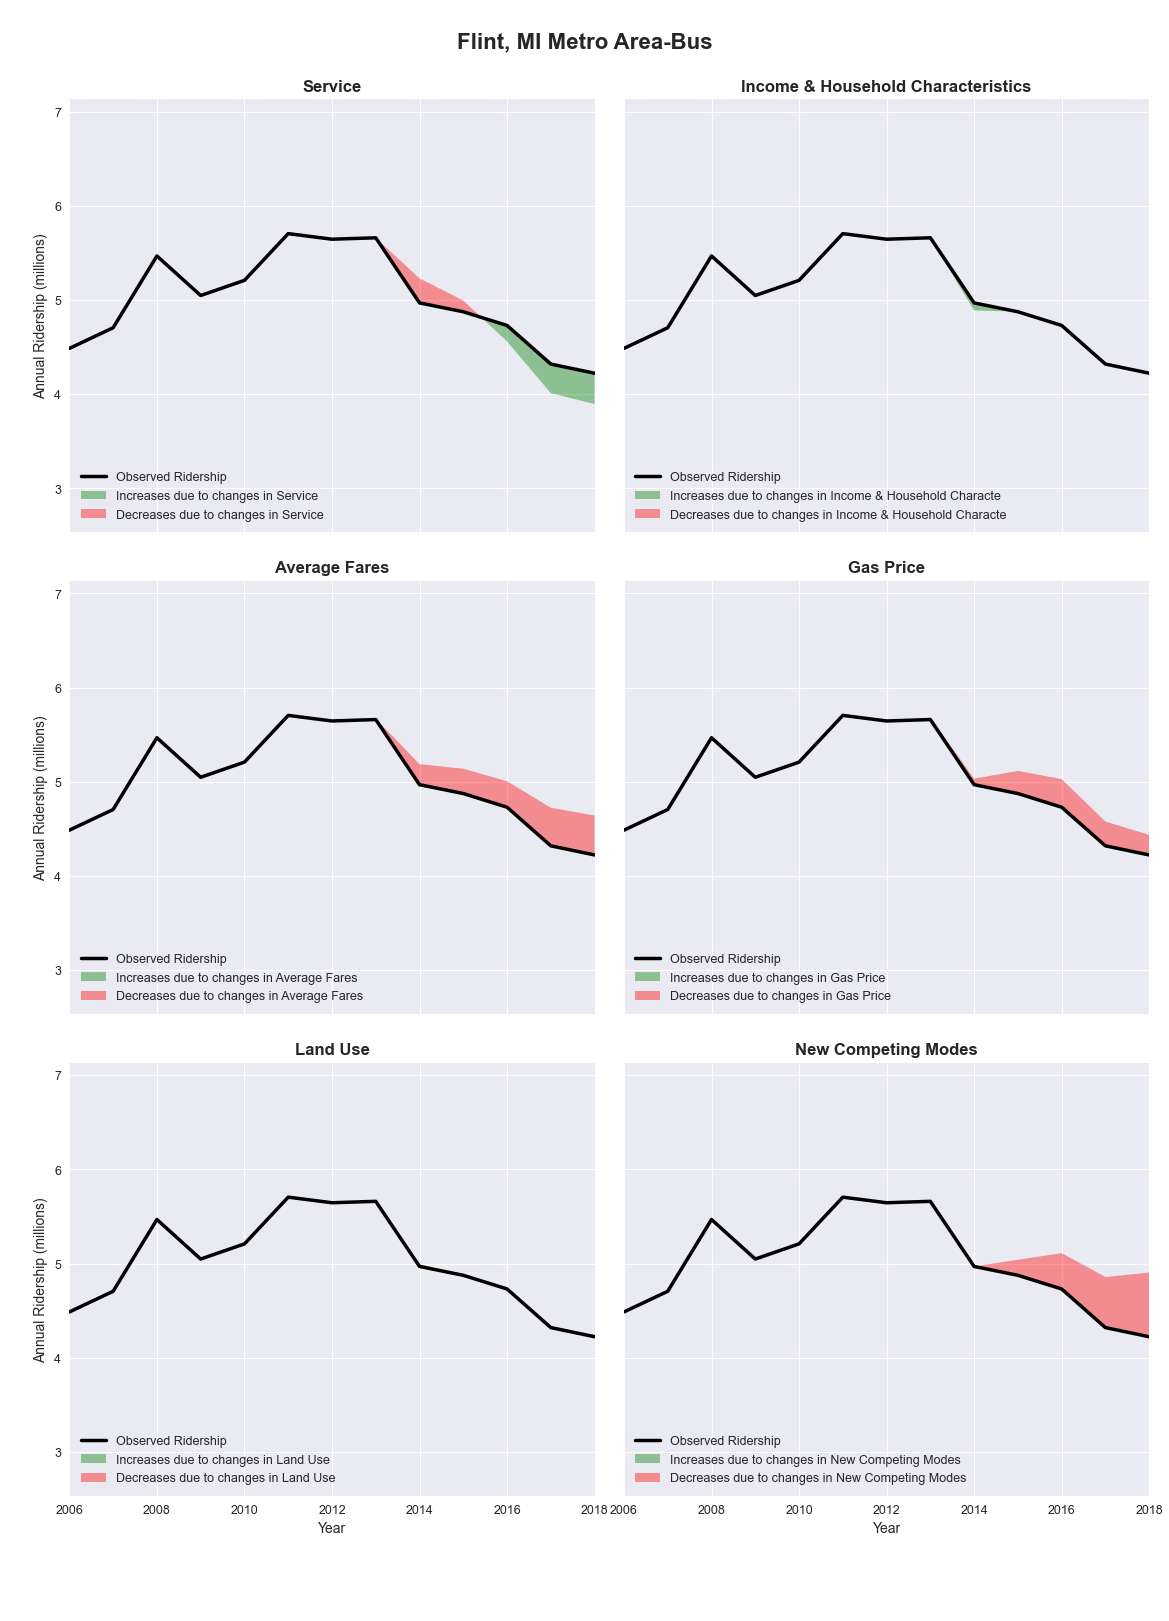 Flint, MI Metro Area-Bus
Service
Income & Household Characteristics
7
6
5
4
3
Annual Ridership (millions)
Observed Ridership
Increases due to changes in Service
Decreases due to changes in Service
Observed Ridership
Increases due to changes in Income & Household Characte
Decreases due to changes in Income & Household Characte
Average Fares
Gas Price
7
6
5
4
3
Annual Ridership (millions)
Observed Ridership
Increases due to changes in Average Fares
Decreases due to changes in Average Fares
Observed Ridership
Increases due to changes in Gas Price
Decreases due to changes in Gas Price
Land Use
New Competing Modes
7
6
5
4
3
Annual Ridership (millions)
Observed Ridership
Increases due to changes in Land Use
Decreases due to changes in Land Use
Observed Ridership
Increases due to changes in New Competing Modes
Decreases due to changes in New Competing Modes
2006 2008 2010 2012 2014 2016 2018
2006 2008 2010 2012 2014 2016 2018
Year
Year